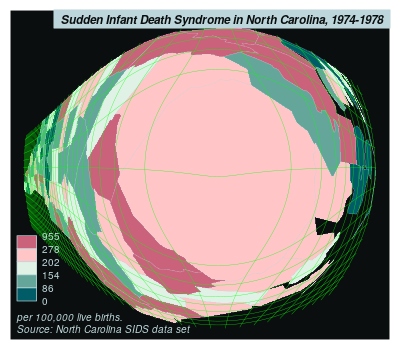 Sudden Infant Death Syndrome in North Carolina, 1974-1978
955
278
202
154
86
0
per 100,000 live births.
Source: North Carolina SIDS data set